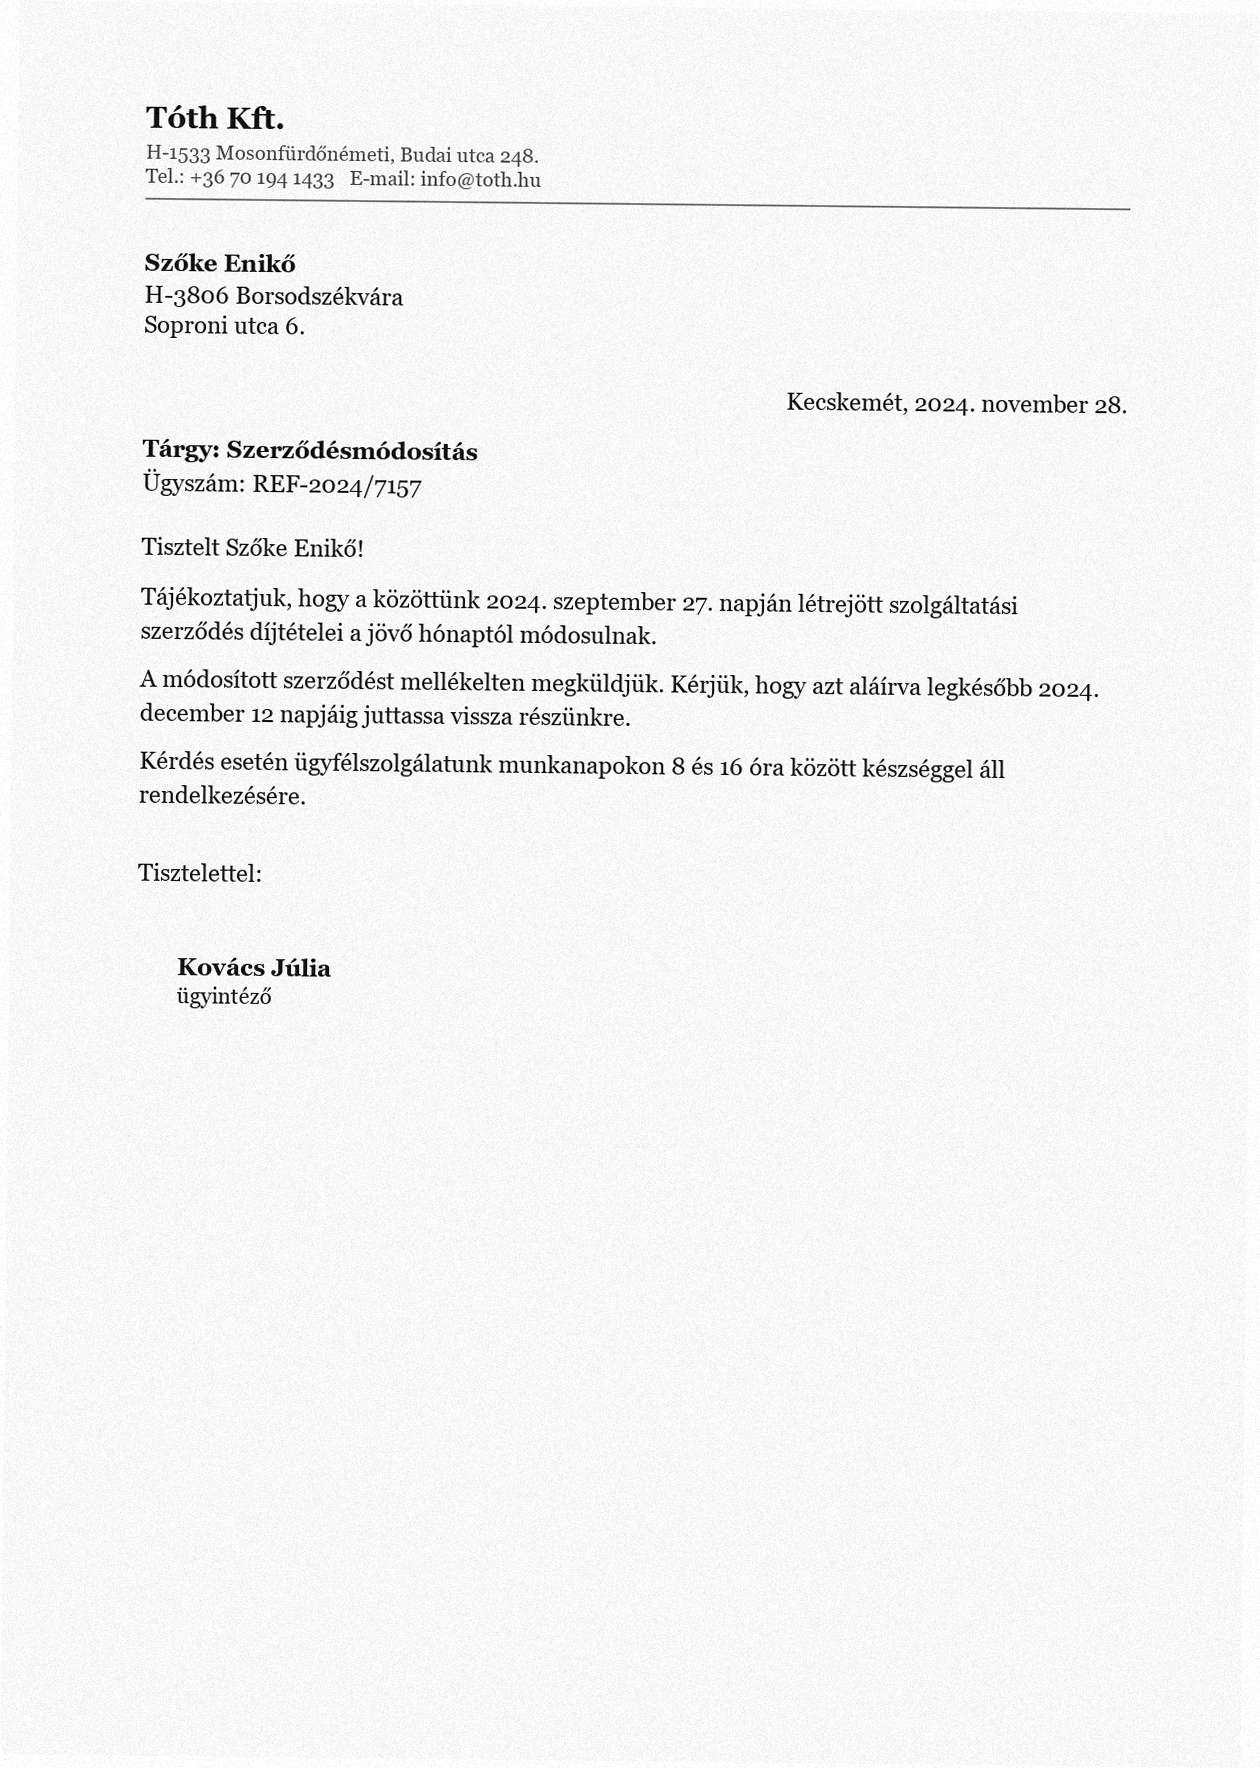 Tóth Kft.
H-1533 Mosonfürdőnémeti, Budai utca 248.
Tel.: +36 70 194 1433 E-mail: info@toth.hu
Szőke Enikő
H-3806 Borsodszékvára
Soproni utca 6.
Kecskemét, 2024. november 28.
Tárgy: Szerződésmódosítás
Ügyszám: REF-2024/7157
Tisztelt Szőke Enikő!
Tájékoztatjuk, hogy a közöttünk 2024. szeptember 27. napján létrejött szolgáltatási
szerződés díjtételei a jövő hónaptól módosulnak.
A módosított szerződést mellékelten megküldjük. Kérjük, hogy azt aláírva legkésőbb 2024.
december 12 napjáig juttassa vissza részünkre.
Kérdés esetén ügyfélszolgálatunk munkanapokon 8 és 16 óra között készséggel áll
rendelkezésére.
Tisztelettel:
Kovács Júlia
ügyintéző